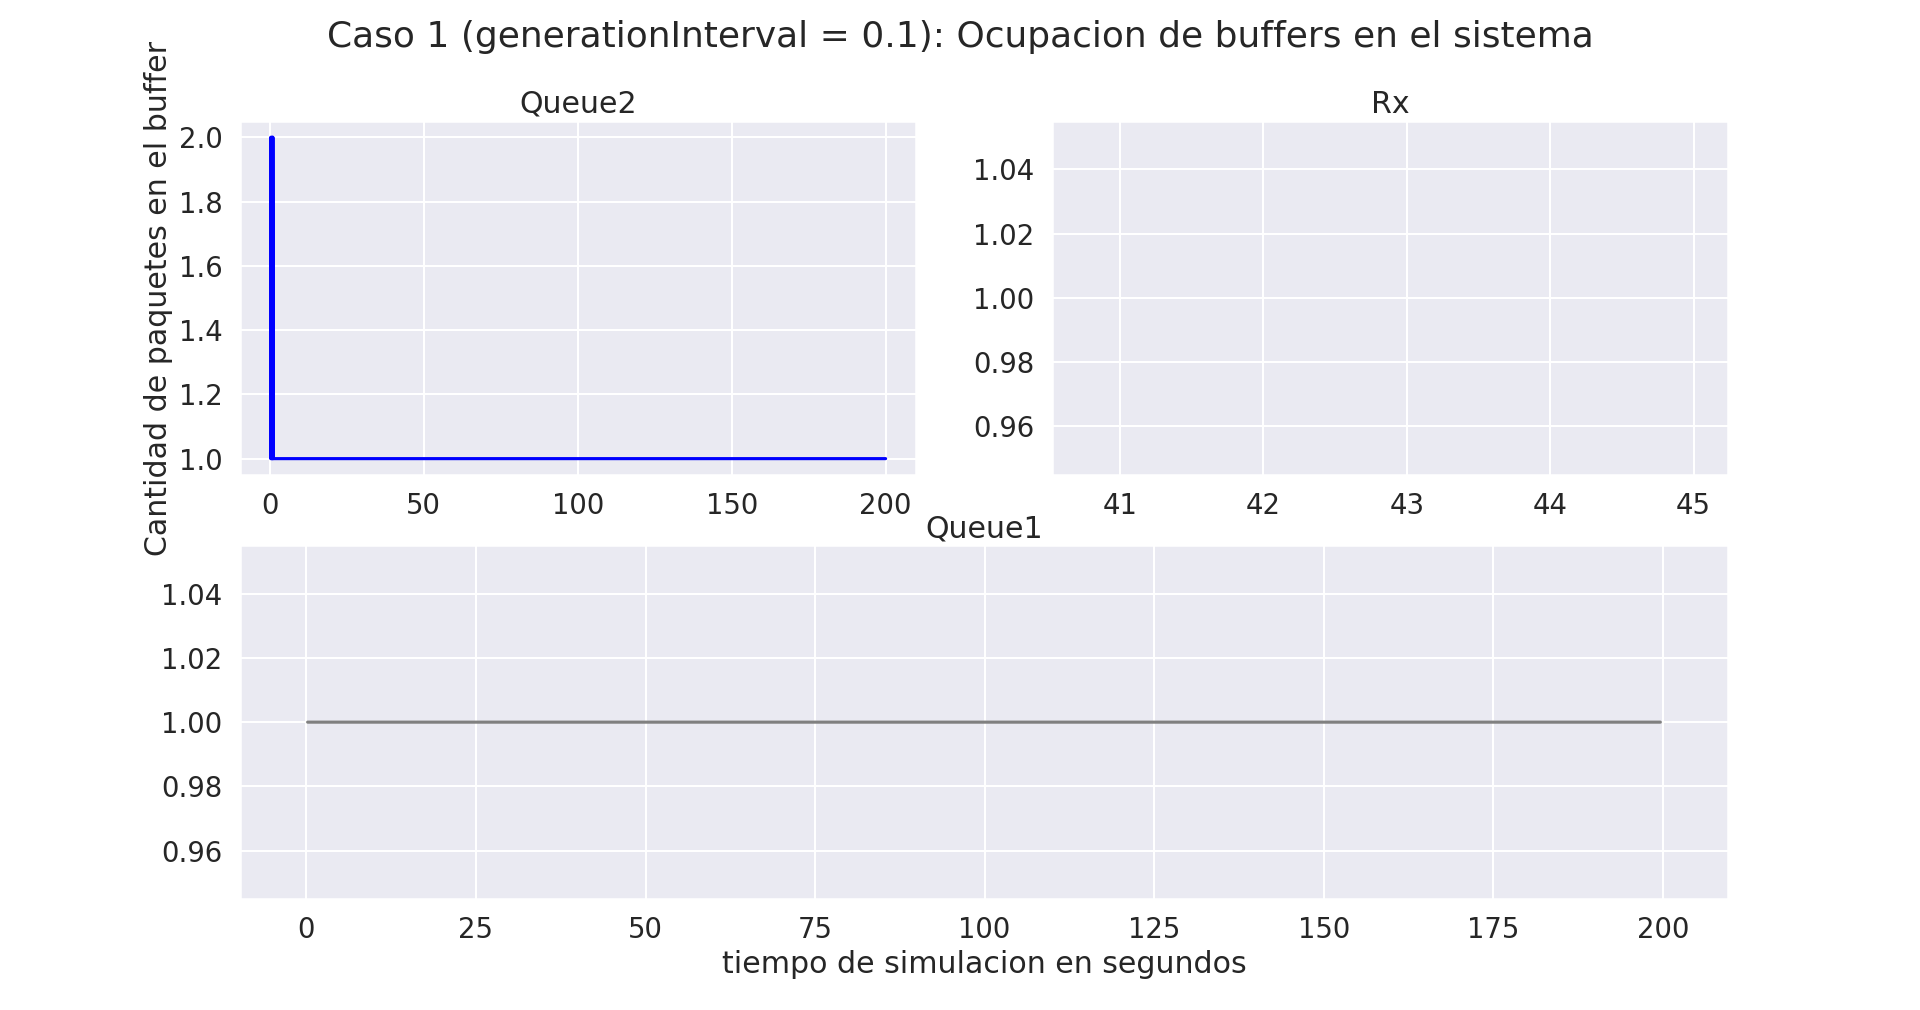 Caso 1 (generationInterval = 0.1): Ocupacion de buffers en el sistema
Cantidad de paquetes en el buffer
Queue2
2.0
1.8
1.6
1.4
1.2
1.0
0 50 100 150 200
Rx
1.04
1.02
1.00
0.98
0.96
41 42 43 44 45
Queue1
1.04
1.02
1.00
0.98
0.96
0 25 50 75 100 125 150 175 200
tiempo de simulacion en segundos